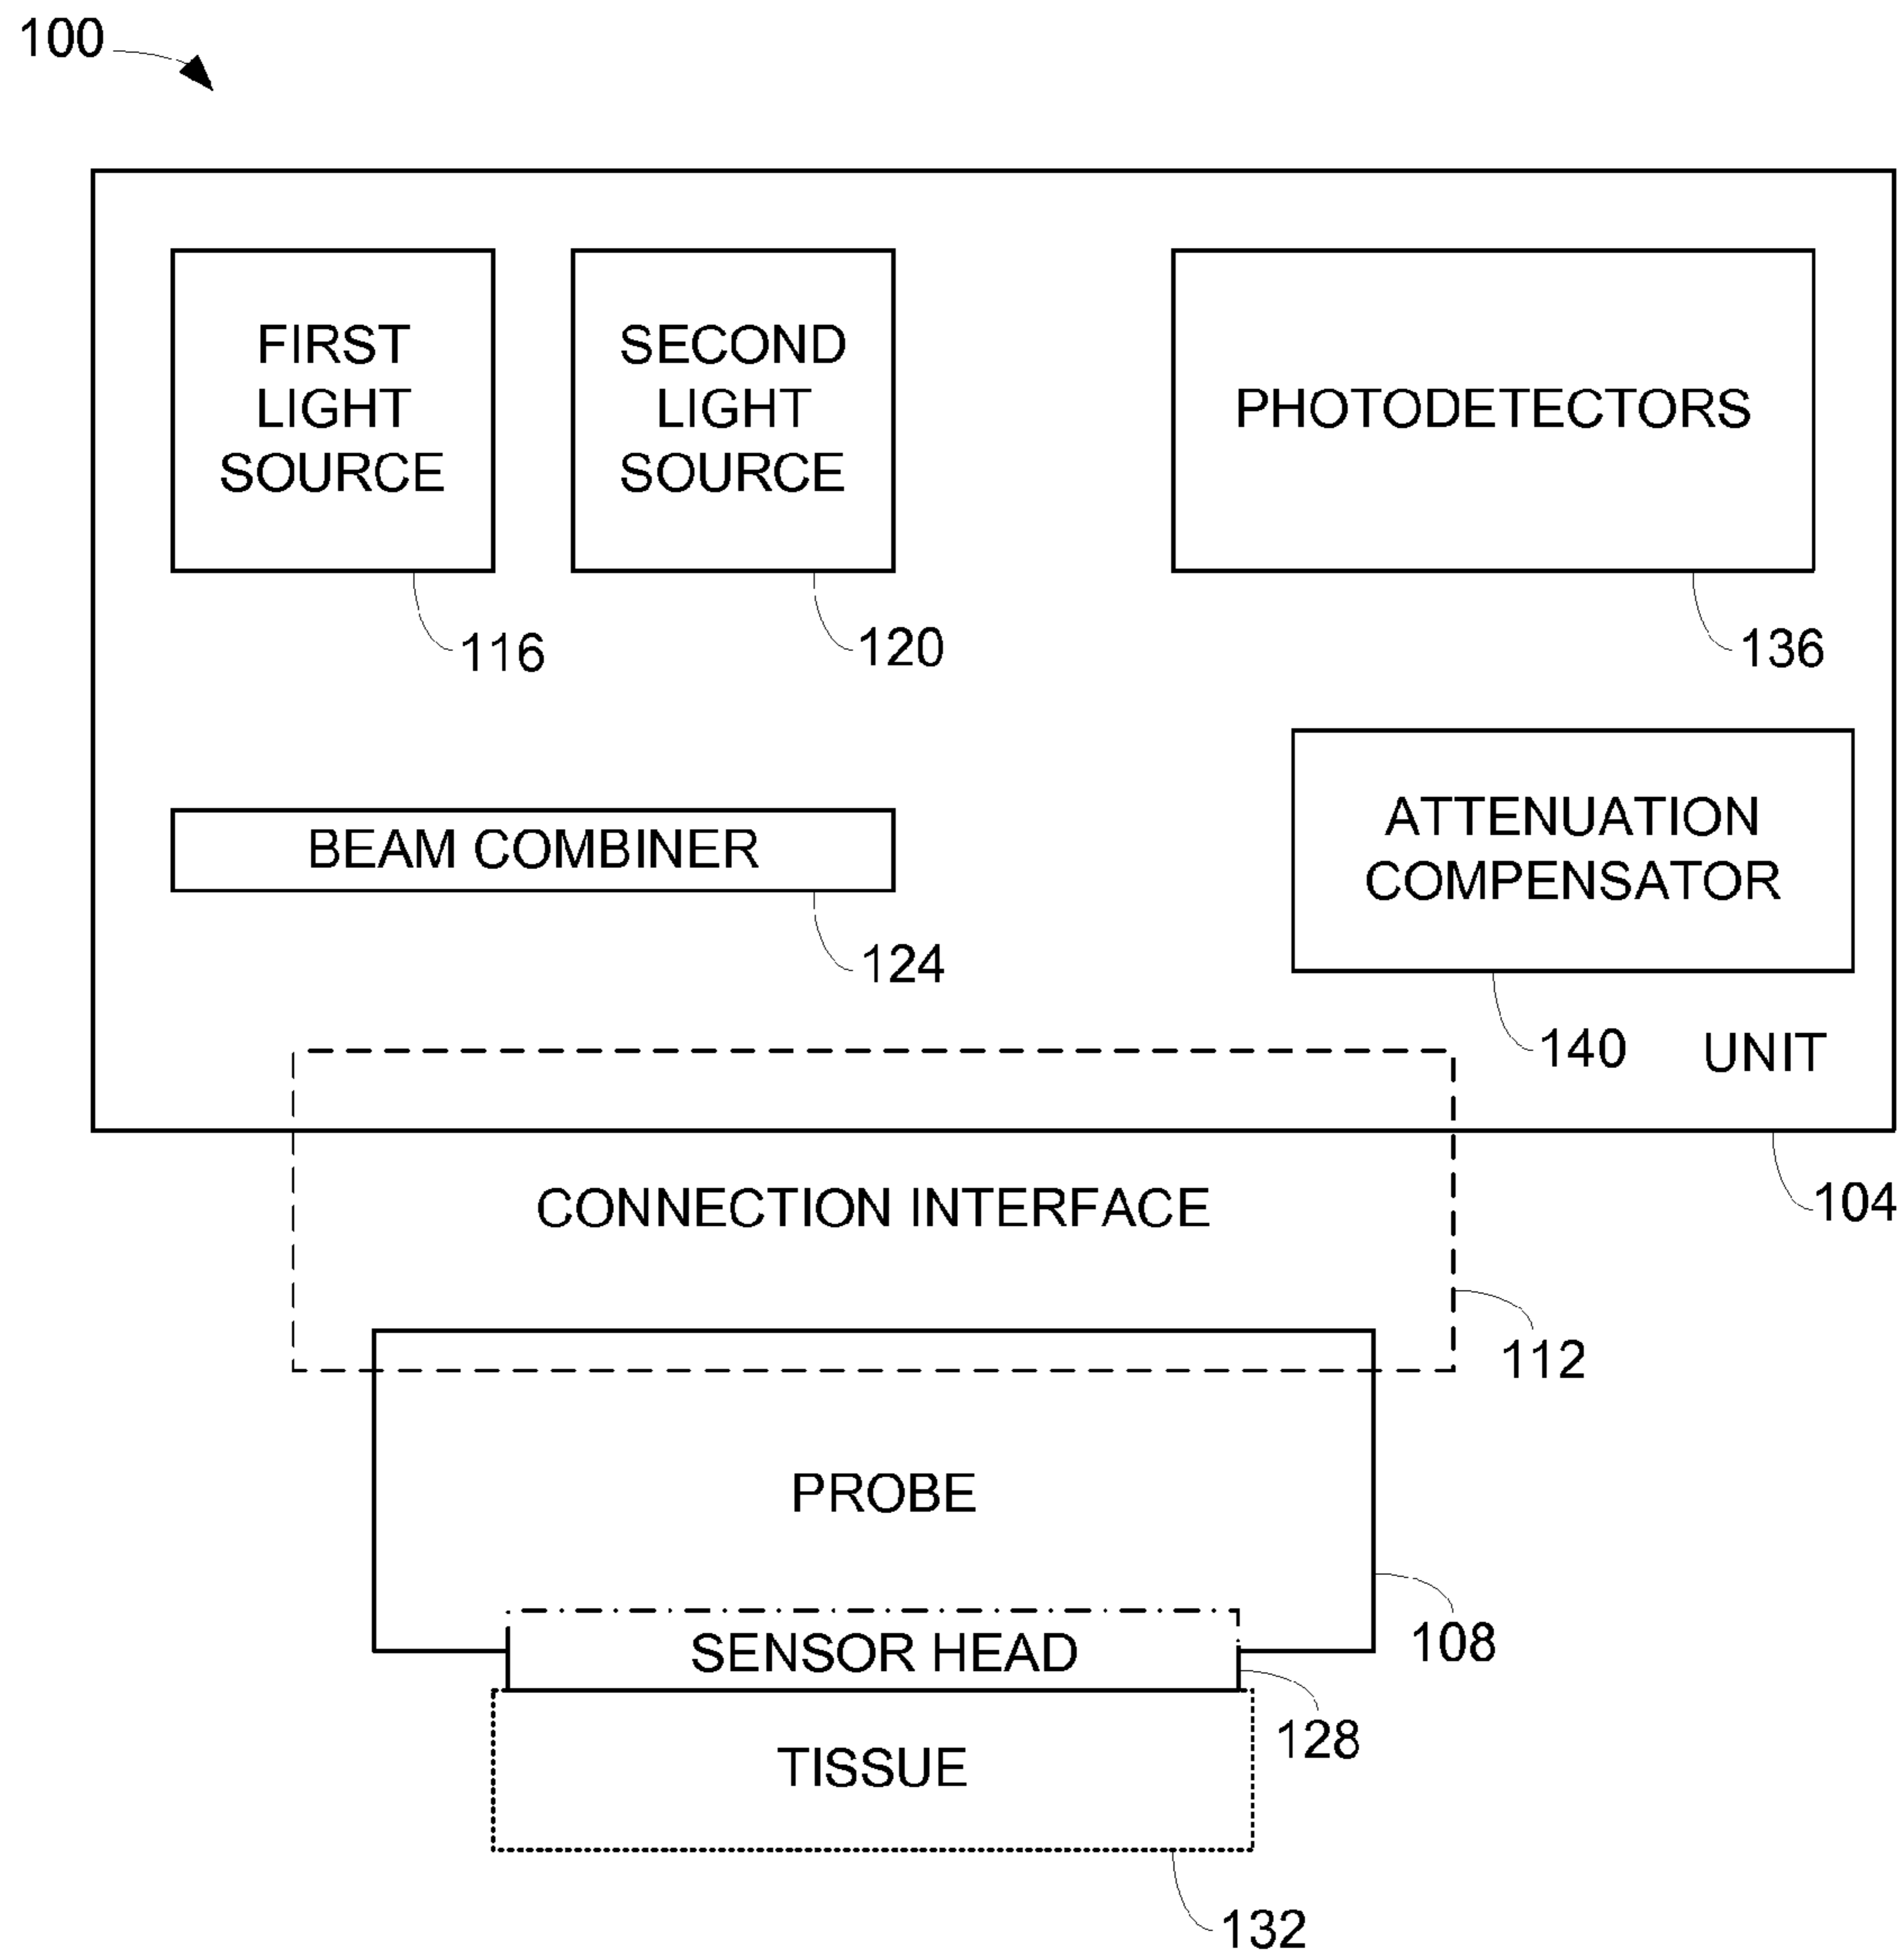 100
FIRST
LIGHT
SOURCE
116
SECOND
LIGHT
SOURCE
120
PHOTODETECTORS
136
BEAM COMBINER
124
ATTENUATION
COMPENSATOR
140
UNIT
104
CONNECTION INTERFACE
112
PROBE
108
SENSOR HEAD
128
TISSUE
132